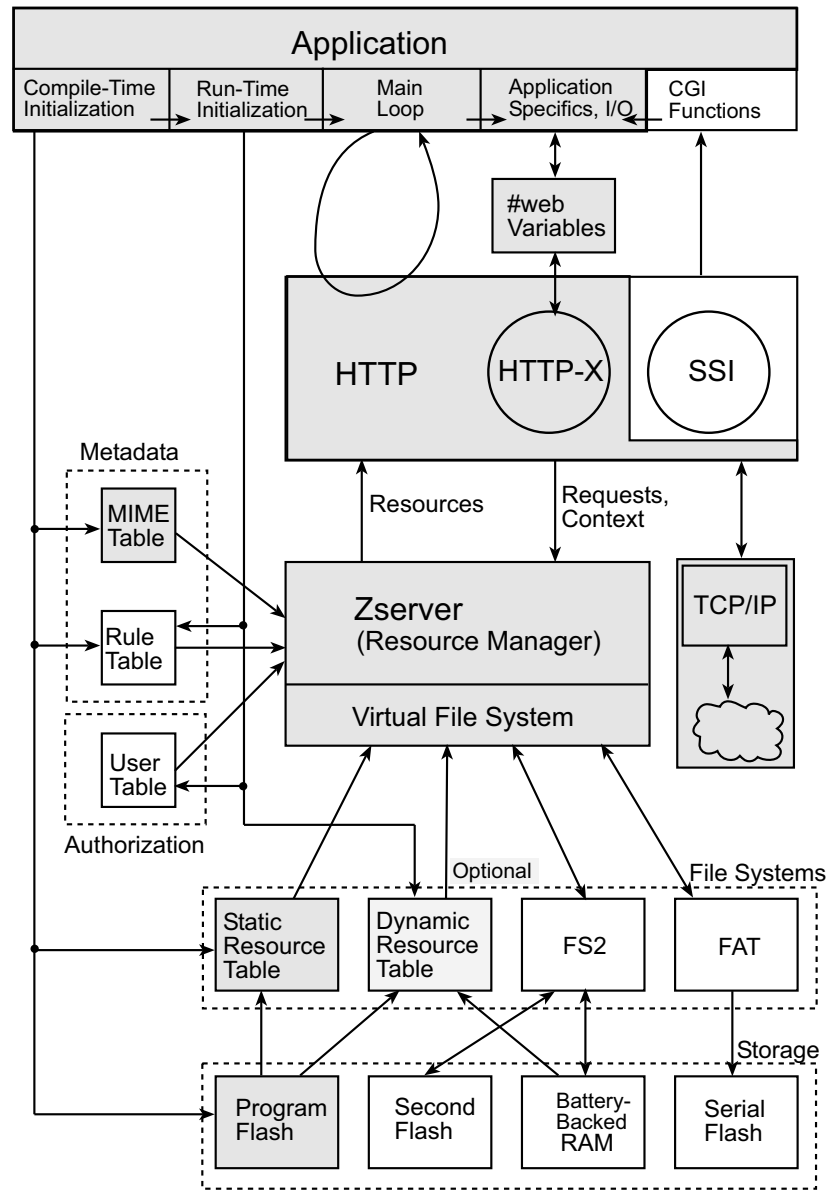 Application
Compile-Time
Initialization
Run-Time
Initialization
Main
Loop
Application
Specifics, I/O
CGI
Functions
#web
Variables
HTTP
HTTP-X
SSI
Metadada
MIME
Table
Resources
Requests,
Context
Rule
Table
Zserver
(Resource Manager)
TCP/IP
Virtual File System
User
Table
Authorization
Optional
File Systems
Static
Resource
Table
Dynamic
Resource
Table
FS2
FAT
Storage
Program
Flash
Second
Flash
Battery-
Backed
RAM
Serial
Flash